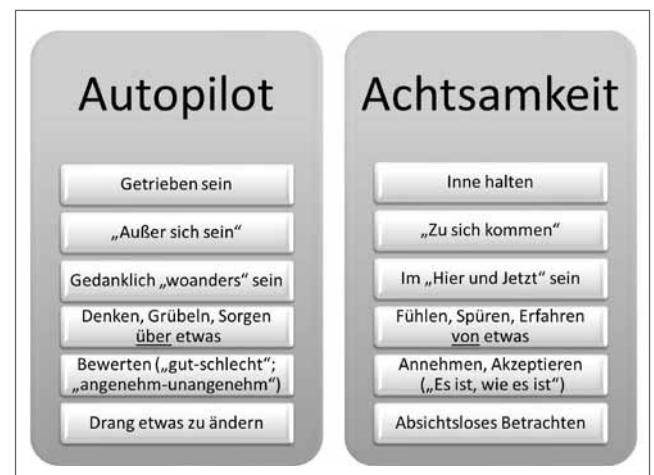 Autopilot
Getrieben sein
„Außer sich sein“
Gedanklich „woanders“ sein
Denken, Grübeln, Sorgen
über etwas
Bewerten („gut-schlecht“;
„angenehm-unangenehm“)
Drang etwas zu ändern
Achtsamkeit
Inne halten
„Zu sich kommen“
Im „Hier und Jetzt“ sein
Fühlen, Spüren, Erfahren
von etwas
Annehmen, Akzeptieren
(„Es ist, wie es ist“)
Absichtsloses Betrachten